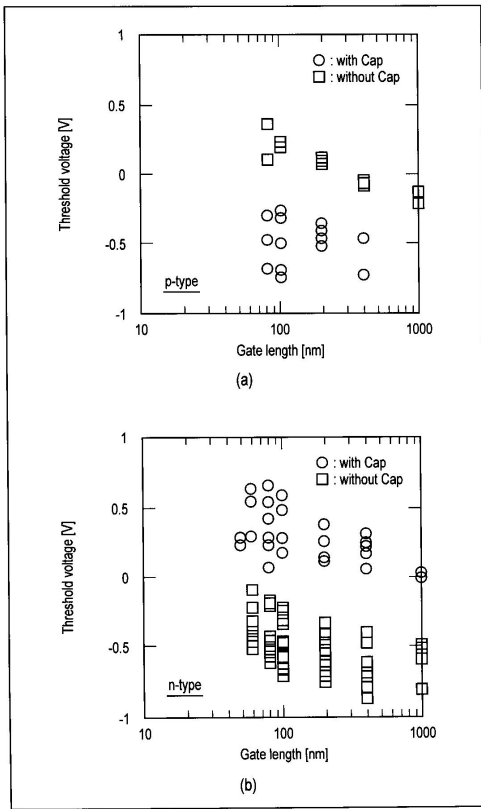 1
○ : with Cap
□ : without Cap
0.5
Threshold voltage [V]
0
-0.5
p-type
-1
10 100 1000
Gate length [nm]
(a)
1
○ : with Cap
□ : without Cap
0.5
Threshold voltage [V]
0
-0.5
n-type
-1
10 100 1000
Gate length [nm]
(b)